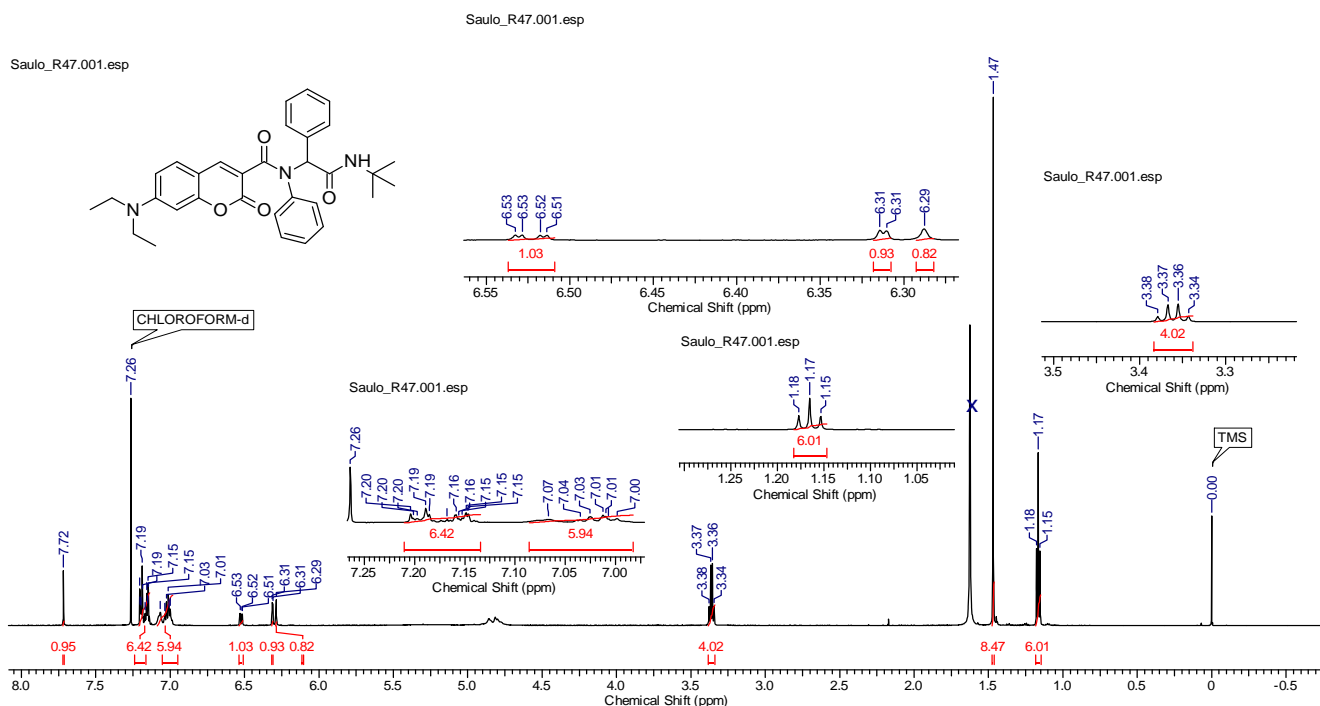 Saulo_R47.001.esp
Saulo_R47.001.esp
O
N
NH
O
N
O
O
CHLOROFORM-d
7.26
7.72
7.19
7.19
7.15
7.15
7.03
7.01
6.53
6.52
6.51
6.31
6.31
6.29
3.38
3.37
3.36
3.34
1.47
X
1.18
1.17
1.15
TMS
0.00
0.95
6.42
5.94
1.03
0.93
0.82
4.02
8.47
6.01
8.0 7.5 7.0 6.5 6.0 5.5 5.0 4.5 4.0 3.5 3.0 2.5 2.0 1.5 1.0 0.5 0 -0.5
Chemical Shift (ppm)
6.53
6.53
6.52
6.51
6.31
6.31
6.29
1.03
0.93
0.82
6.55 6.50 6.45 6.40 6.35 6.30
Chemical Shift (ppm)
Saulo_R47.001.esp
7.26
7.20
7.20
7.20
7.19
7.19
7.16
7.16
7.15
7.15
7.15
7.07
7.04
7.03
7.01
7.01
7.00
6.42
5.94
7.25 7.20 7.15 7.10 7.05 7.00
Chemical Shift (ppm)
Saulo_R47.001.esp
1.18
1.17
1.15
6.01
1.25 1.20 1.15 1.10 1.05
Chemical Shift (ppm)
Saulo_R47.001.esp
3.38
3.37
3.36
3.34
4.02
3.5 3.4 3.3
Chemical Shift (ppm)